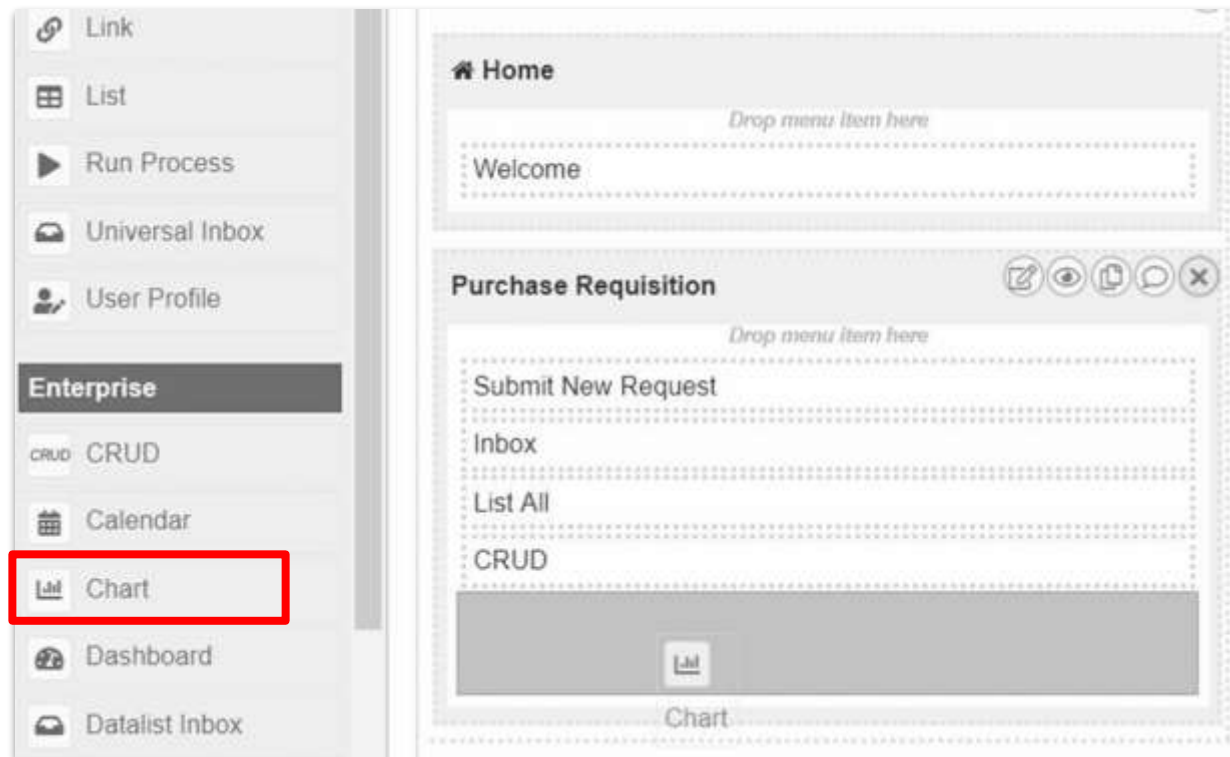 Link
List
Run Process
Universal Inbox
User Profile
Enterprise
CRUD CRUD
Calendar
Chart
Dashboard
Datalist Inbox
Home
Drop menu item here
Welcome
Purchase Requisition
Drop menu item here
Submit New Request
Inbox
List All
CRUD
Chart